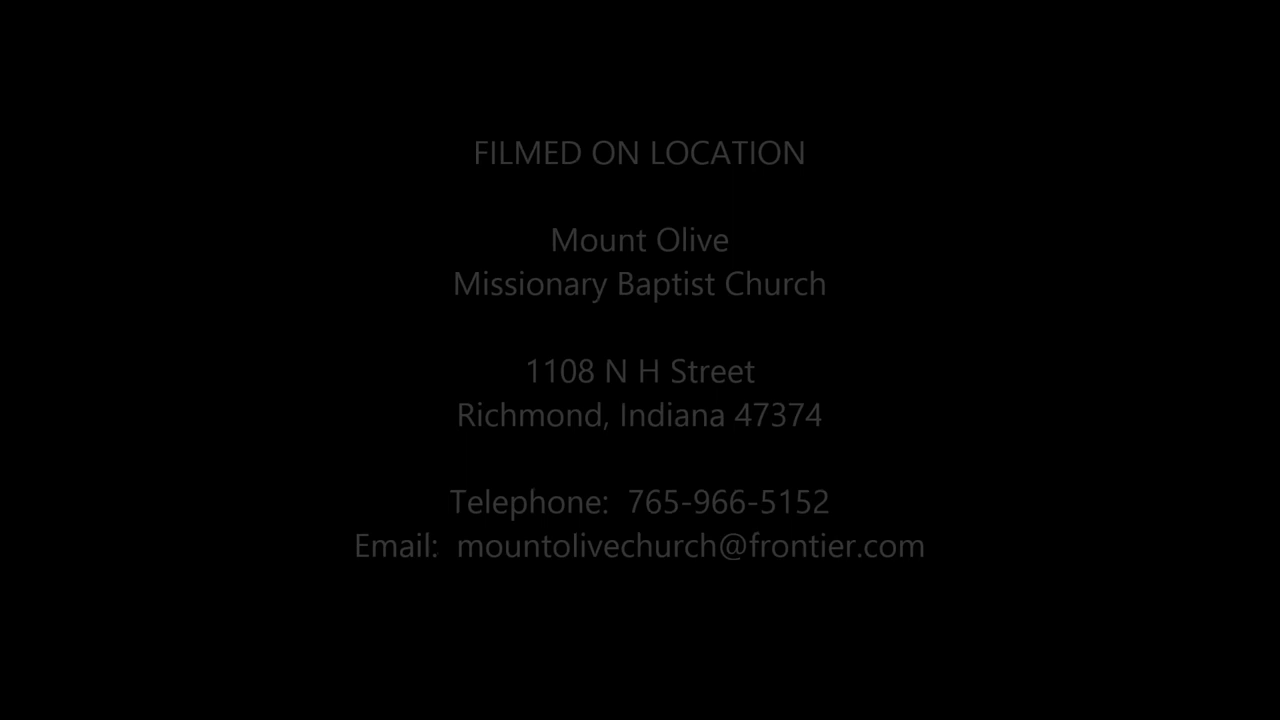 FILMED ON LOCATION
Mount Olive
Missionary Baptist Church
1108 N H Street
Richmond, Indiana 47374
Telephone:  765-966-5152
Email:  mountolivechurch@frontier.com